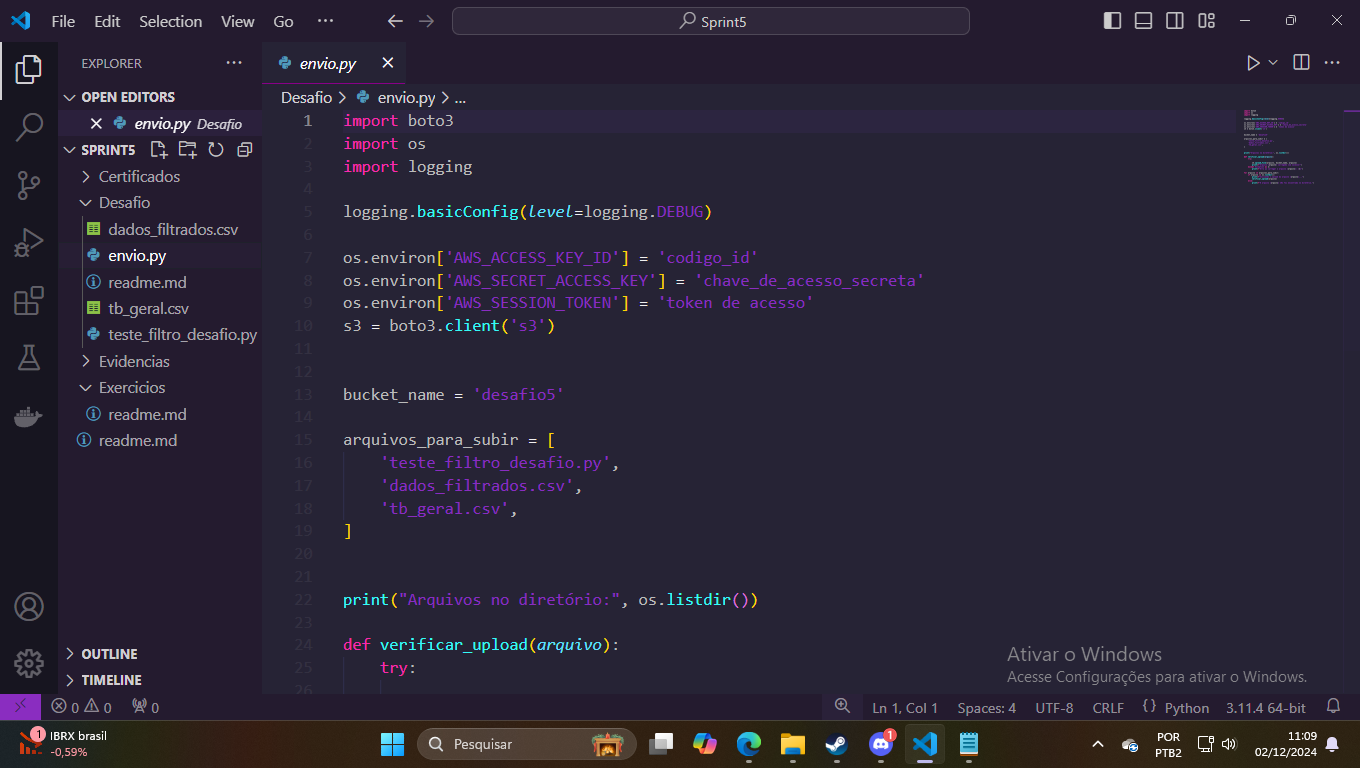 File Edit Selection View Go ···
Sprint5
EXPLORER ···
envio.py
OPEN EDITORS
envio.py Desafio
SPRINT5
Certificados
Desafio
dados_filtrados.csv
envio.py
readme.md
tb_geral.csv
teste_filtro_desafio.py
Evidencias
Exercicios
readme.md
readme.md
OUTLINE
TIMELINE
Desafio > envio.py > ...
1 import boto3
2 import os
3 import logging
4
5 logging.basicConfig(level=logging.DEBUG)
6
7 os.environ['AWS_ACCESS_KEY_ID'] = 'codigo_id'
8 os.environ['AWS_SECRET_ACCESS_KEY'] = 'chave_de_acesso_secreta'
9 os.environ['AWS_SESSION_TOKEN'] = 'token de acesso'
10 s3 = boto3.client('s3')
11
12
13 bucket_name = 'desafio5'
14
15 arquivos_para_subir = [
16 'teste_filtro_desafio.py',
17 'dados_filtrados.csv',
18 'tb_geral.csv',
19 ]
20
21
22 print("Arquivos no diretório:", os.listdir())
23
24 def verificar_upload(arquivo):
25 try:
26
Ativar o Windows
Acesse Configurações para ativar o Windows.
0 0 0
Ln 1, Col 1 Spaces: 4 UTF-8 CRLF {} Python 3.11.4 64-bit
1
IBRX brasil
-0,59%
Pesquisar
1
POR
PTB2
11:09
02/12/2024